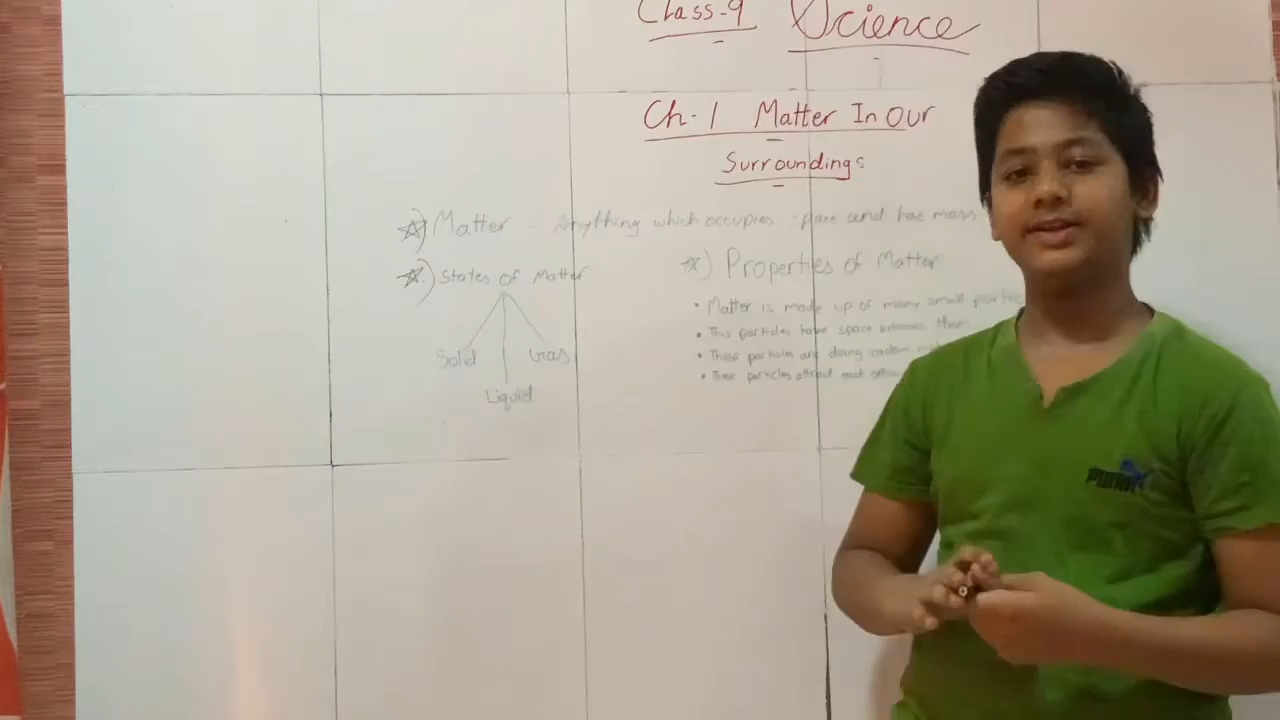 Class-9 Science
Ch-1 Matter In Our
Surroundings
Matter - Anything which occupies space and has mass
States of Matter
Solid Gas
Liquid
Properties of Matter
• Matter is made up of many small
• This particles have space between them
• These particles are doing random
• These particles attract each other
PUMA